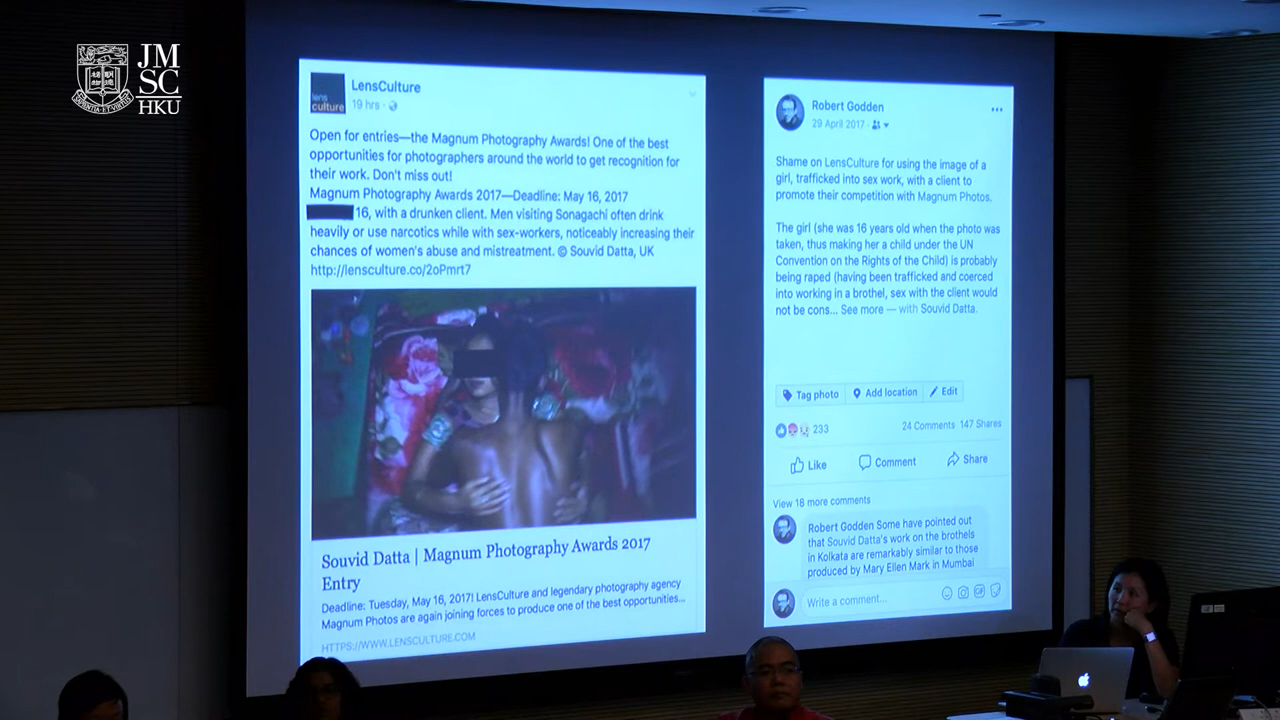 JM
SC
HKU
SAPIENTIA·ET·VIRTUS
lens
culture
LensCulture
19 hrs ·
Open for entries—the Magnum Photography Awards! One of the best
opportunities for photographers around the world to get recognition for
their work. Don't miss out!
Magnum Photography Awards 2017—Deadline: May 16, 2017
16, with a drunken client. Men visiting Sonagachi often drink
heavily or use narcotics while with sex-workers, noticeably increasing their
chances of women's abuse and mistreatment. © Souvid Datta, UK
http://lensculture.co/2oPmrt7
Souvid Datta | Magnum Photography Awards 2017
Entry
Deadline: Tuesday, May 16, 2017! LensCulture and legendary photography agency
Magnum Photos are again joining forces to produce one of the best opportunities...
HTTPS://WWW.LENSCULTURE.COM
Robert Godden
29 April 2017 ·
Shame on LensCulture for using the image of a
girl, trafficked into sex work, with a client to
promote their competition with Magnum Photos.
The girl (she was 16 years old when the photo was
taken, thus making her a child under the UN
Convention on the Rights of the Child) is probably
being raped (having been trafficked and coerced
into working in a brothel, sex with the client would
not be cons... See more — with Souvid Datta.
Tag photo Add location Edit
233 24 Comments 147 Shares
Like Comment Share
View 18 more comments
Robert Godden Some have pointed out
that Souvid Datta's work on the brothels
in Kolkata are remarkably similar to those
produced by Mary Ellen Mark in Mumbai
Write a comment... GIF